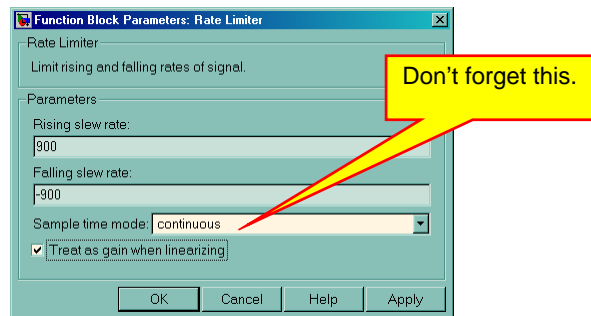 Function Block Parameters: Rate Limiter
Rate Limiter
Limit rising and falling rates of signal.
Don't forget this.
Parameters
Rising slew rate:
900
Falling slew rate:
-900
Sample time mode: continuous
Treat as gain when linearizing
OK Cancel Help Apply